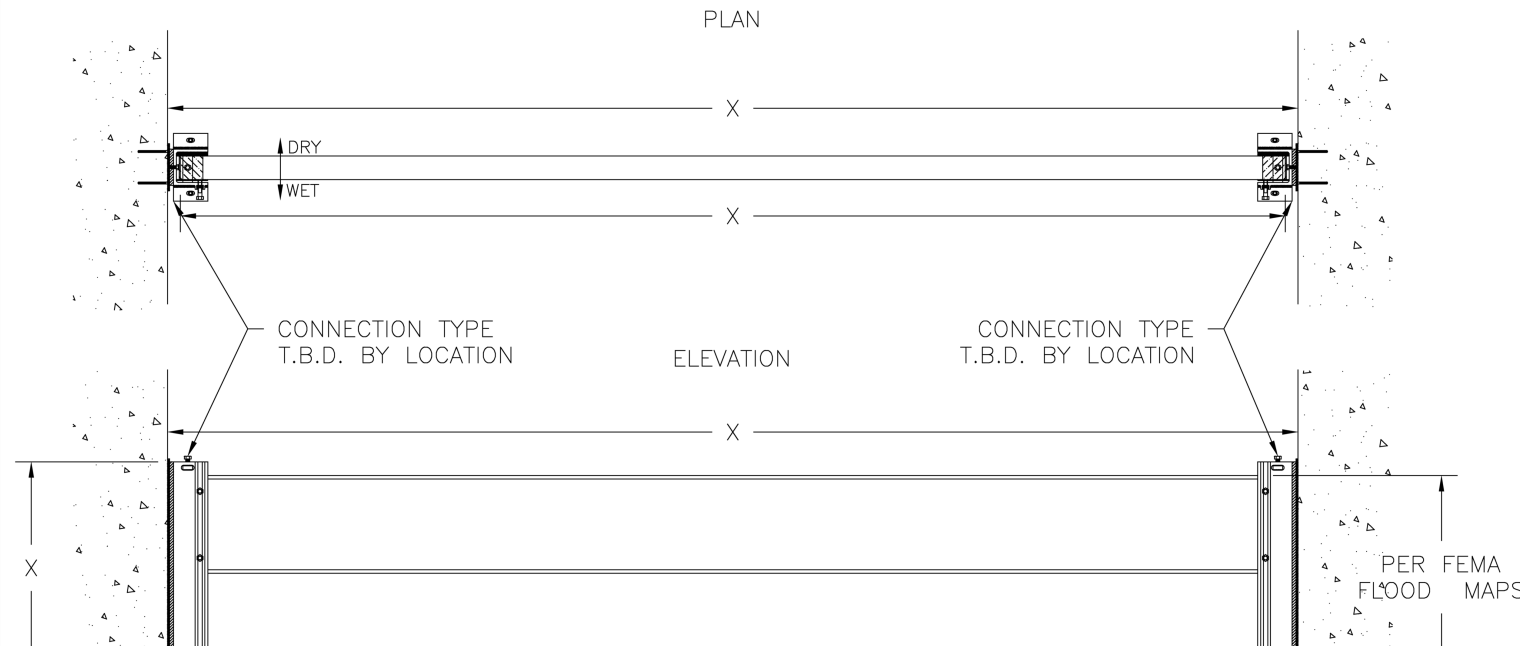 PLAN
X
DRY
WET
X
CONNECTION TYPE
T.B.D. BY LOCATION
CONNECTION TYPE
T.B.D. BY LOCATION
ELEVATION
X
X
PER FEMA
FLOOD MAPS